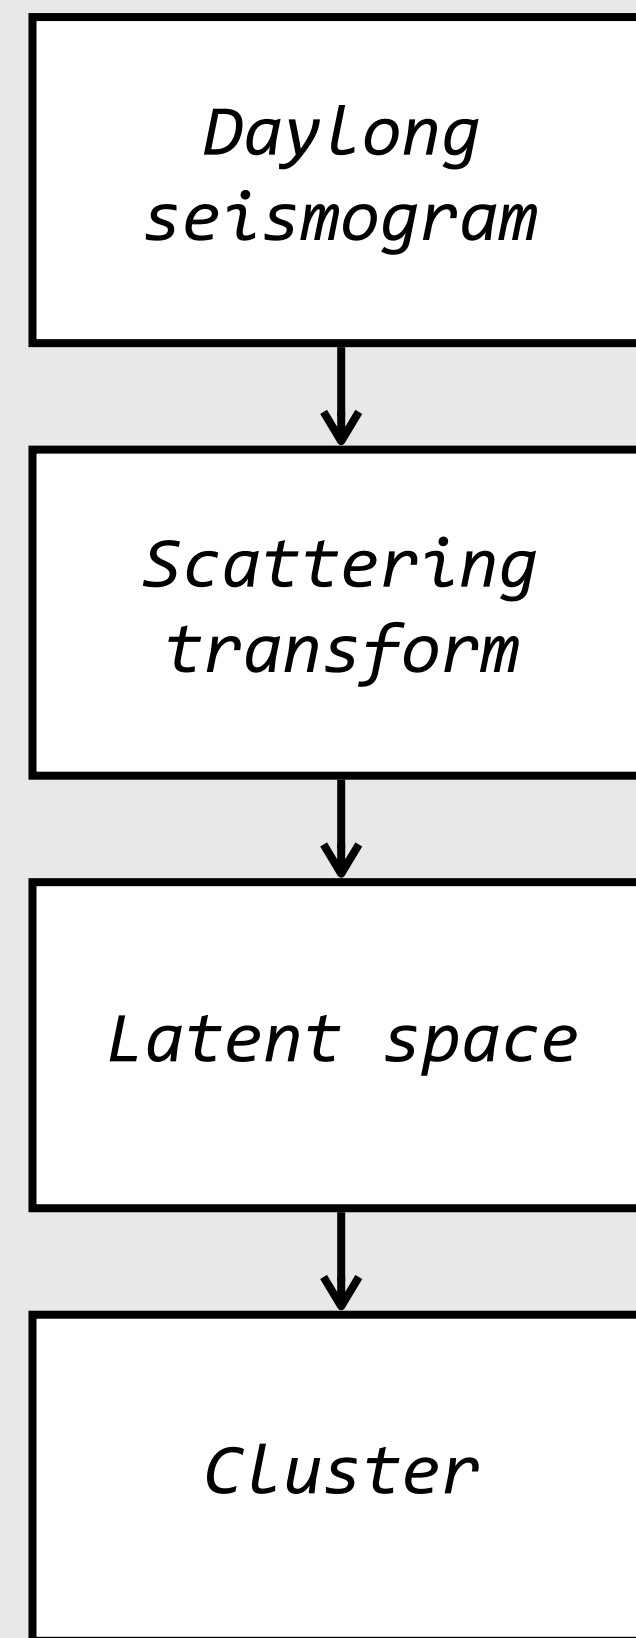 Daylong
seismogram
Scattering
transform
Latent space
Cluster